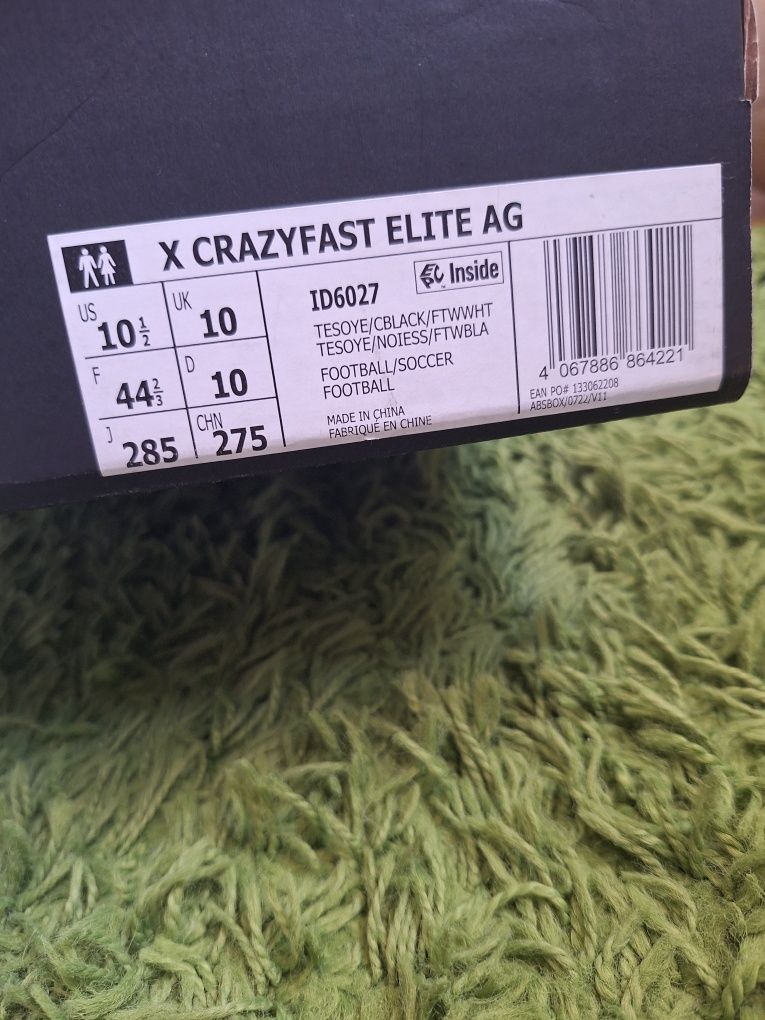 X CRAZYFAST ELITE AG
US 10 1/2
UK 10
F 44 2/3
D 10
J 285
CHN 275
ID6027
Inside
TESOYE/CBLACK/FTWWHT
TESOYE/NOIESS/FTWBLA
FOOTBALL/SOCCER
FOOTBALL
MADE IN CHINA
FABRIQUÉ EN CHINE
4 067886 864221
EAN PO# 133062208
ABSBOX/0722/V11